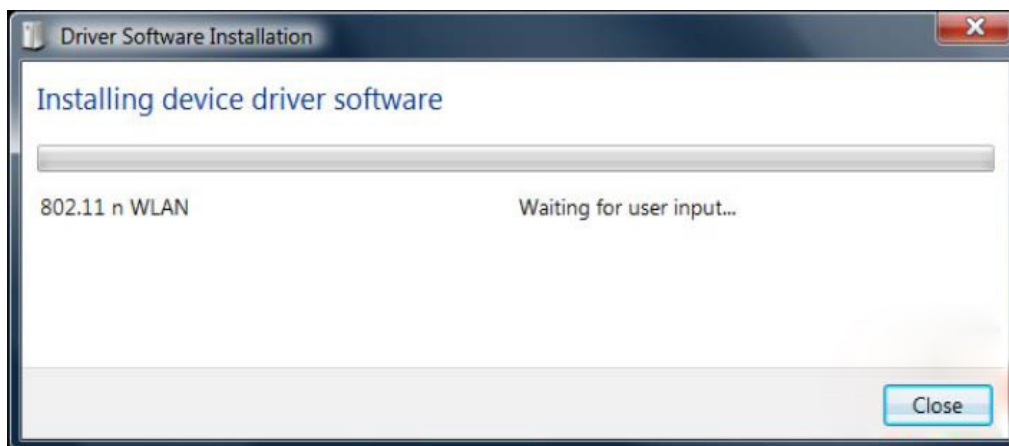 Driver Software Installation
Installing device driver software
802.11 n WLAN Waiting for user input...
Close